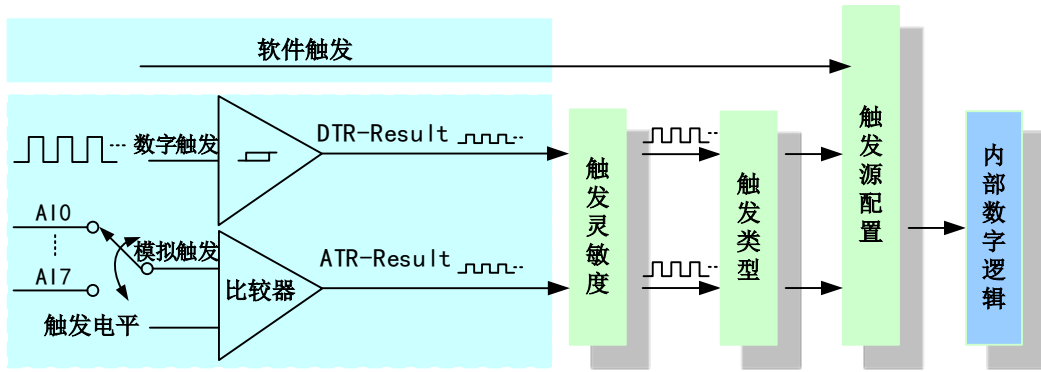 软件触发
数字触发
DTR-Result
AI0
模拟触发
AI7
触发电平
比较器
ATR-Result
触发灵敏度
触发类型
触发源配置
内部数字逻辑